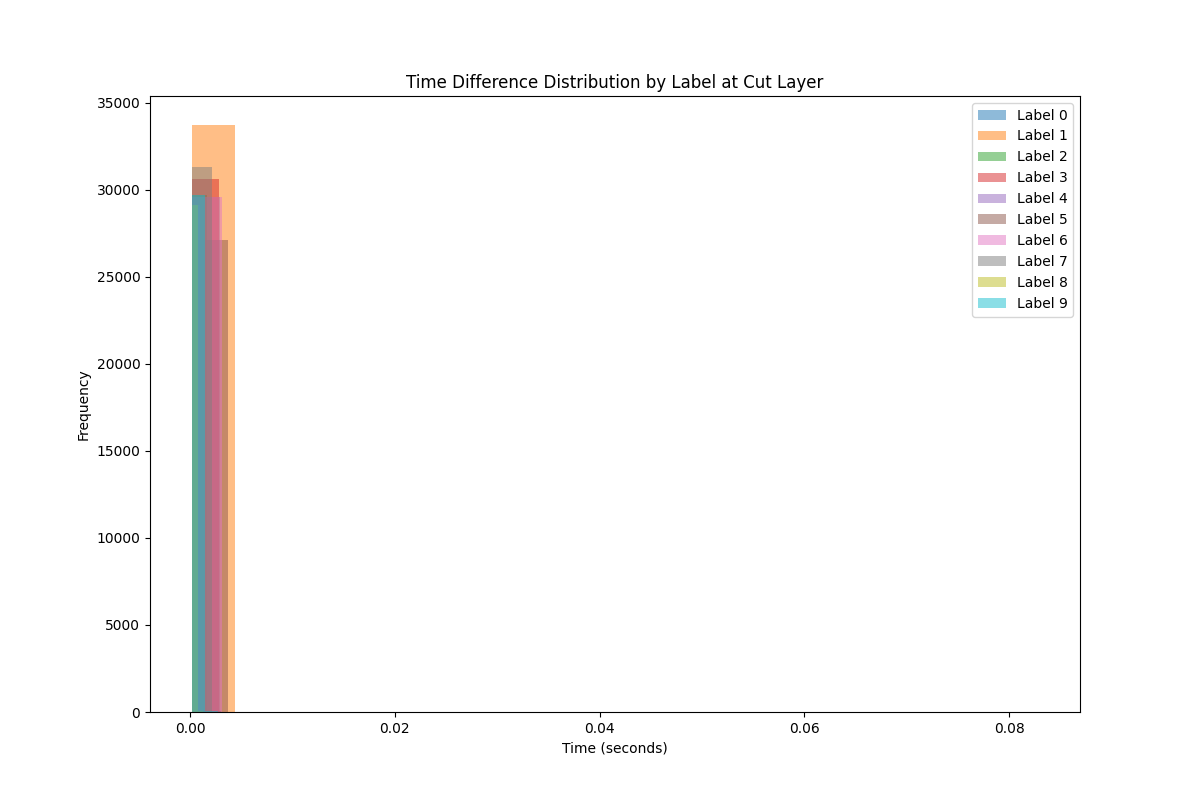 Time Difference Distribution by Label at Cut Layer
35000
30000
25000
20000
15000
10000
5000
0
Frequency
Label 0
Label 1
Label 2
Label 3
Label 4
Label 5
Label 6
Label 7
Label 8
Label 9
0.00 0.02 0.04 0.06 0.08
Time (seconds)